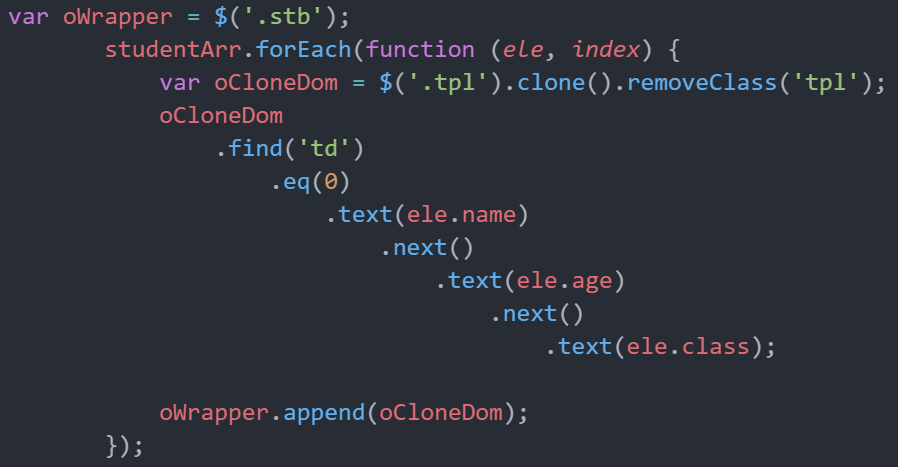 var oWrapper = $('.stb');
studentArr.forEach(function (ele, index) {
var oCloneDom = $('.tpl').clone().removeClass('tpl');
oCloneDom
.find('td')
.eq(0)
.text(ele.name)
.next()
.text(ele.age)
.next()
.text(ele.class);
oWrapper.append(oCloneDom);
});